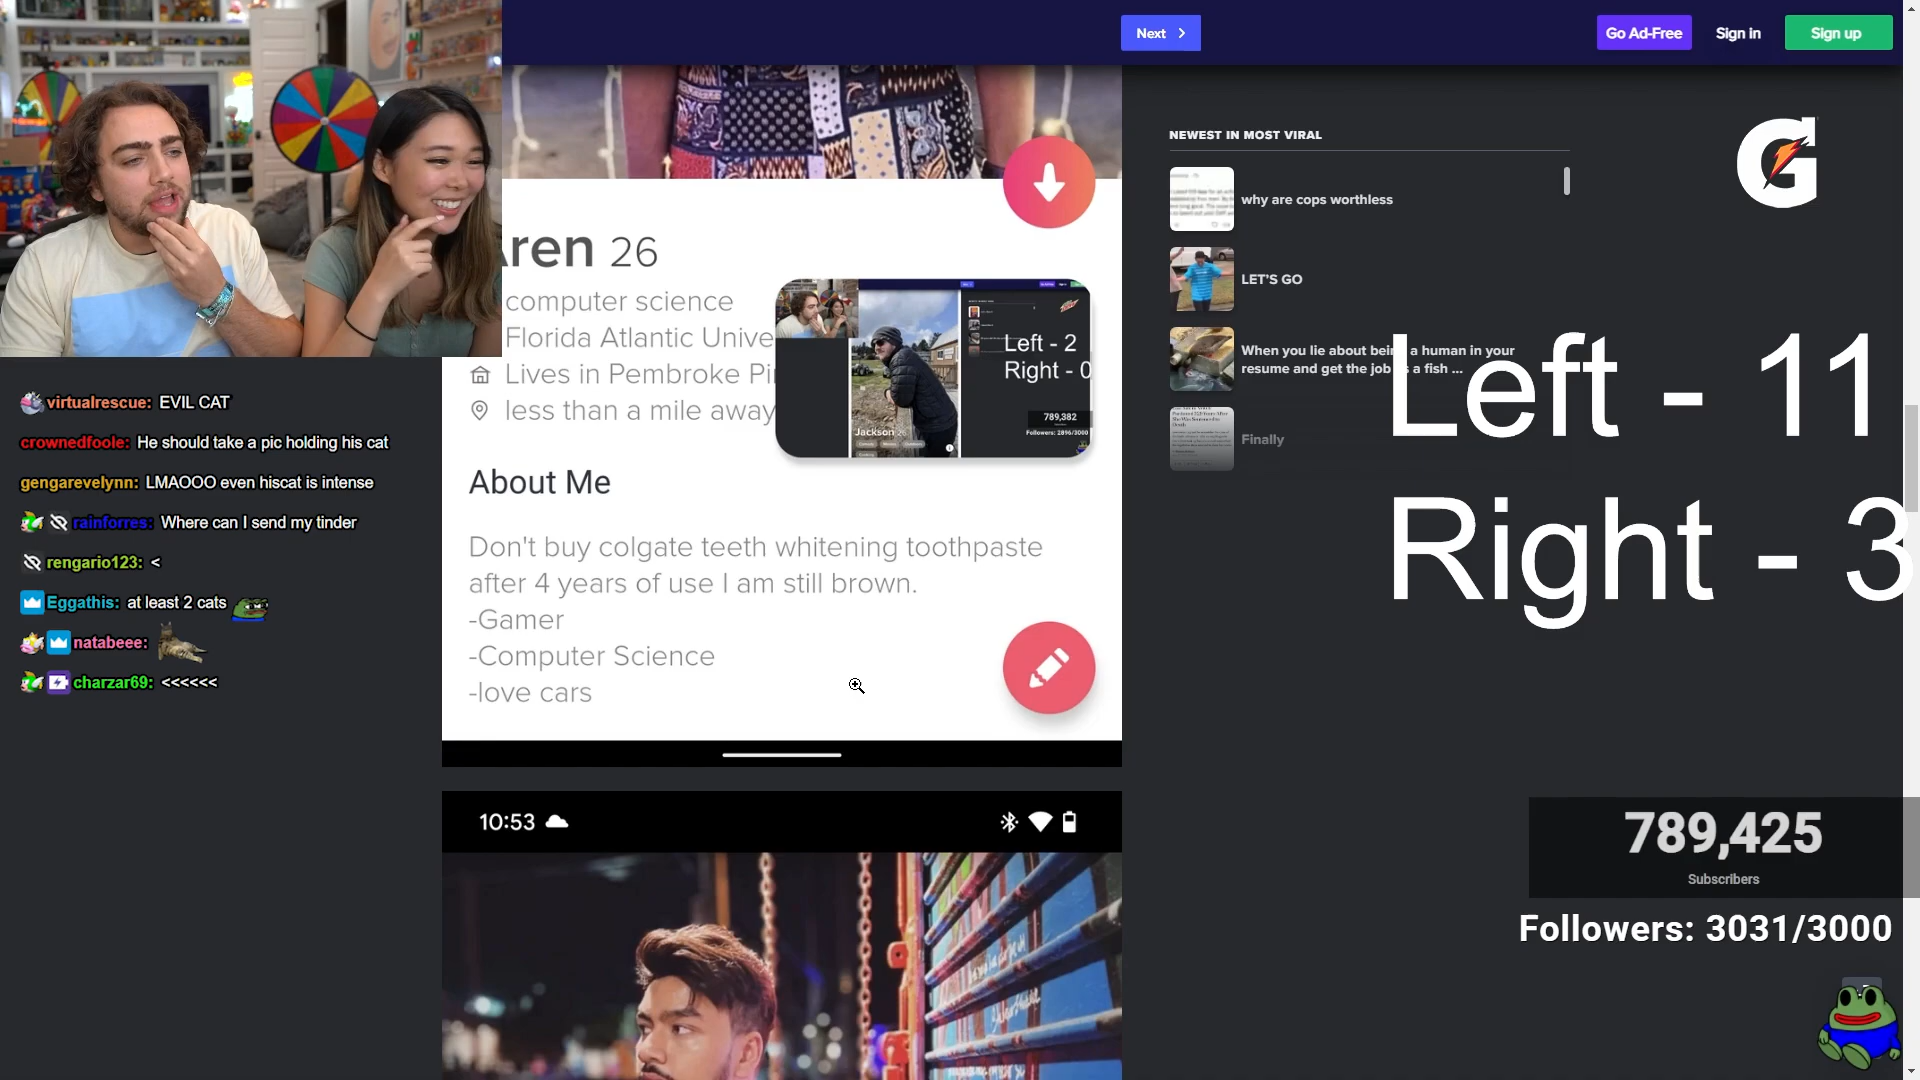 Next
Go Ad-Free
Sign in
Sign up
NEWEST IN MOST VIRAL
why are cops worthless
LET'S GO
When you lie about bein a human in your
resume and get the job s a fish ...
Finally
Left - 11
Right - 3
ren 26
computer science
Florida Atlantic Unive
Lives in Pembroke Pi
less than a mile away
Left - 2
Right - 0
789,382
Followers: 2896/3000
Jackson 26
About Me
Don't buy colgate teeth whitening toothpaste
after 4 years of use I am still brown.
-Gamer
-Computer Science
-love cars
virtualrescue: EVIL CAT
crownedfoole: He should take a pic holding his cat
gengarevelynn: LMAOOO even hiscat is intense
rainforres: Where can I send my tinder
rengario123: <
Eggathis: at least 2 cats
natabeee:
charzar69: <<<<<<
10:53
789,425
Subscribers
Followers: 3031/3000
G